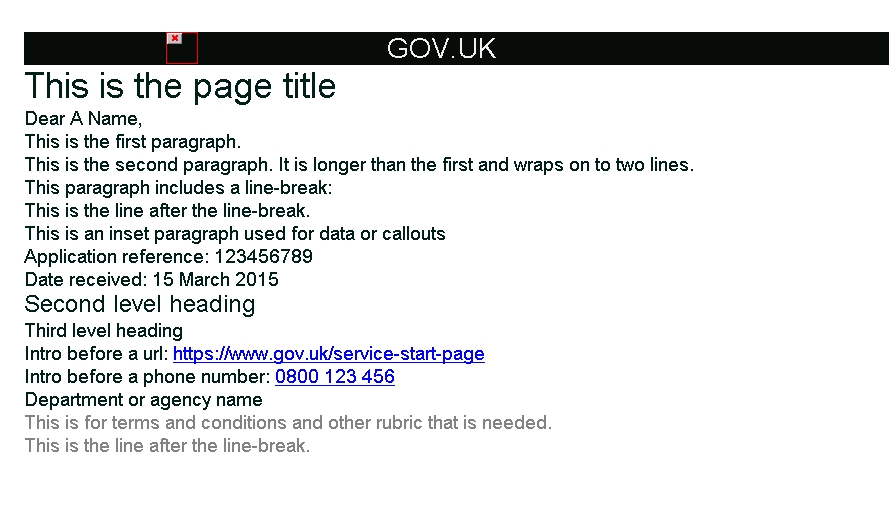 GOV.UK
This is the page title
Dear A Name,
This is the first paragraph.
This is the second paragraph. It is longer than the first and wraps on to two lines.
This paragraph includes a line-break:
This is the line after the line-break.
This is an inset paragraph used for data or callouts
Application reference: 123456789
Date received: 15 March 2015
Second level heading
Third level heading
Intro before a url: https://www.gov.uk/service-start-page
Intro before a phone number: 0800 123 456
Department or agency name
This is for terms and conditions and other rubric that is needed.
This is the line after the line-break.